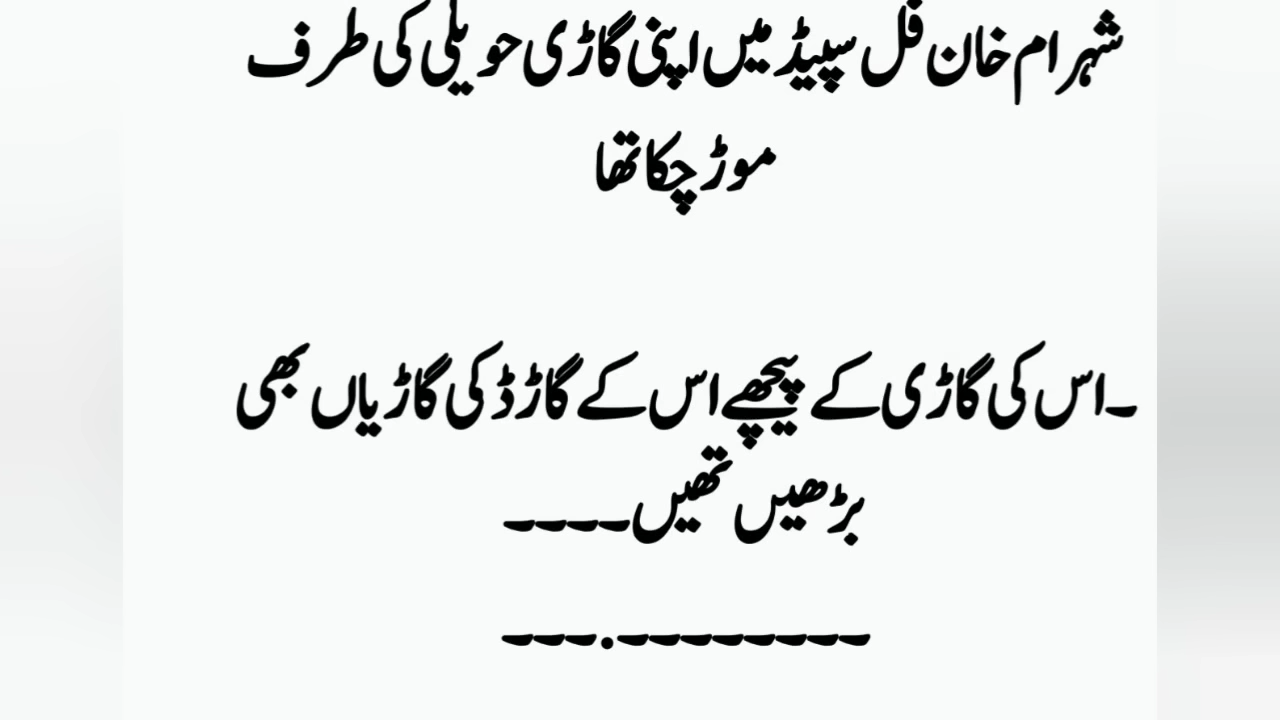 شہرام خان فل سپیڈ میں اپنی گاڑی حویلی کی طرف
موڑ چکا تھا
۔اس کی گاڑی کے پیچھے اس کے گارڈ کی گاڑیاں بھی
بڑھیں تھیں۔۔۔۔
۔۔۔۔۔۔۔۔.۔۔۔